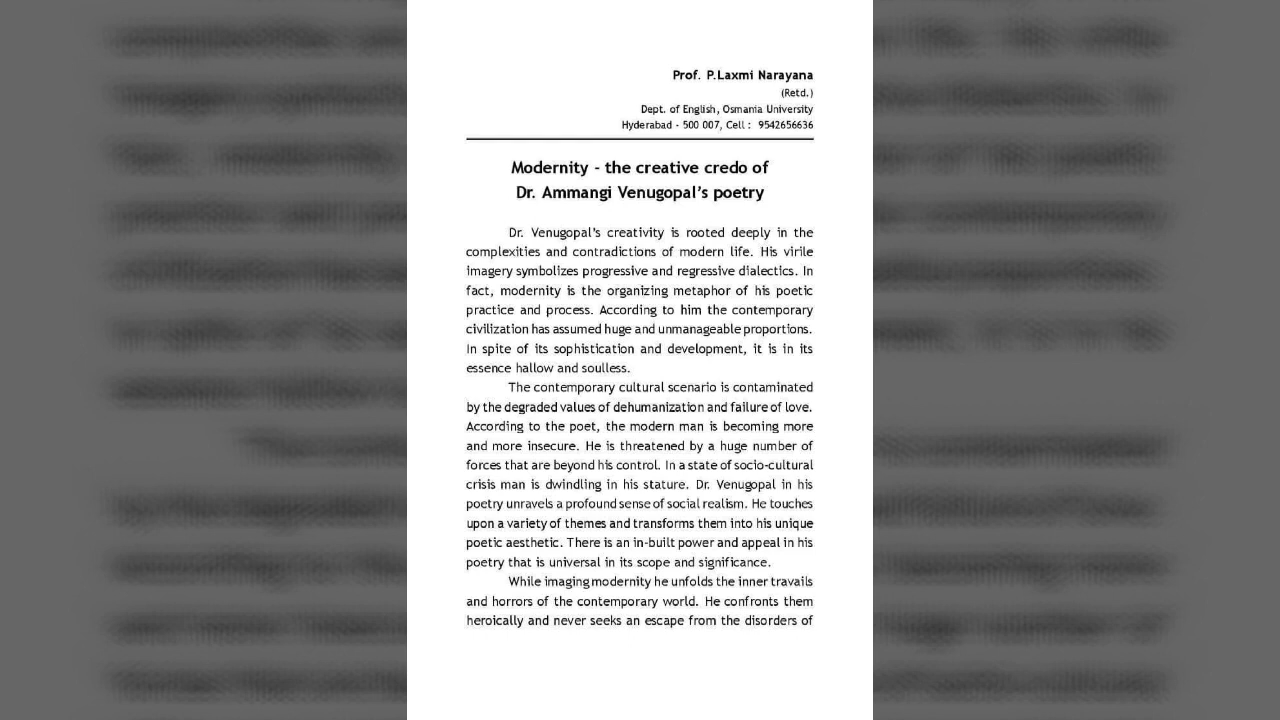 Prof. P.Laxmi Narayana
(Retd.)
Dept. of English, Osmania University
Hyderabad - 500 007, Cell : 9542656636
Modernity - the creative credo of
Dr. Ammangi Venugopal's poetry
Dr. Venugopal's creativity is rooted deeply in the
complexities and contradictions of modern life. His virile
imagery symbolizes progressive and regressive dialectics. In
fact, modernity is the organizing metaphor of his poetic
practice and process. According to him the contemporary
civilization has assumed huge and unmanageable proportions.
In spite of its sophistication and development, it is in its
essence hallow and soulless.
The contemporary cultural scenario is contaminated
by the degraded values of dehumanization and failure of love.
According to the poet, the modern man is becoming more
and more insecure. He is threatened by a huge number of
forces that are beyond his control. In a state of socio-cultural
crisis man is dwindling in his stature. Dr. Venugopal in his
poetry unravels a profound sense of social realism. He touches
upon a variety of themes and transforms them into his unique
poetic aesthetic. There is an in-built power and appeal in his
poetry that is universal in its scope and significance.
While imaging modernity he unfolds the inner travails
and horrors of the contemporary world. He confronts them
heroically and never seeks an escape from the disorders of